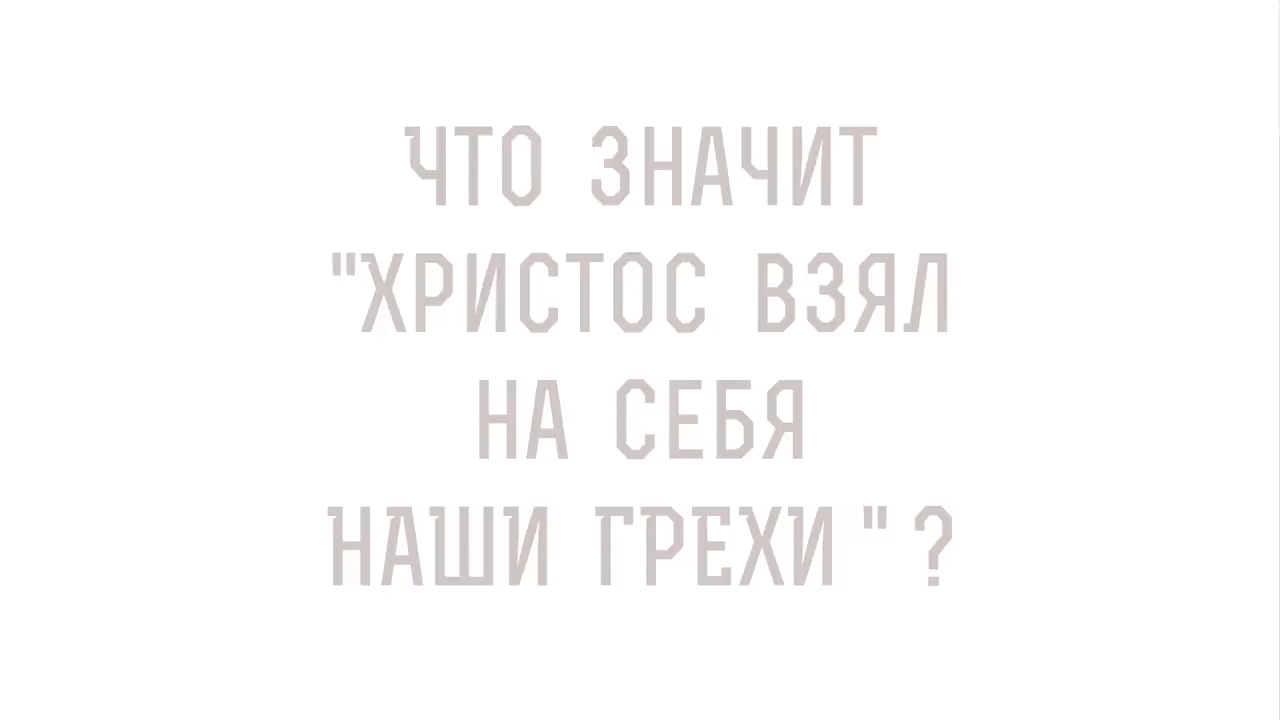 ЧТО ЗНАЧИТ
"ХРИСТОС ВЗЯЛ
НА СЕБЯ
НАШИ ГРЕХИ " ?